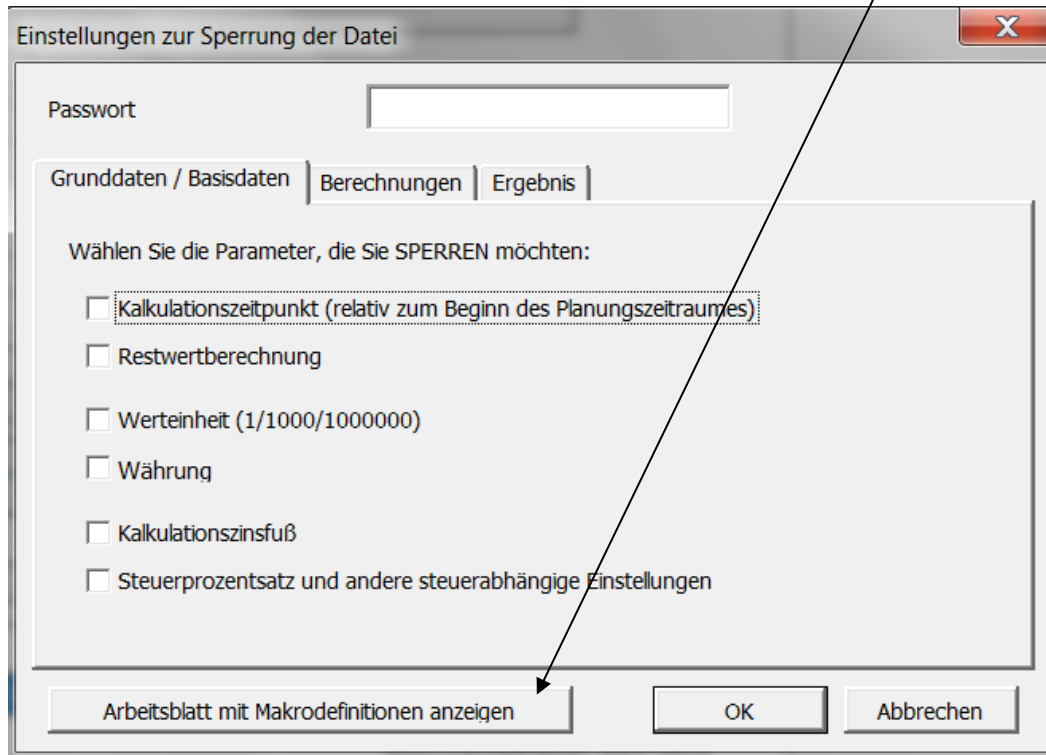 Einstellungen zur Sperrung der Datei
Passwort
Grunddaten / Basisdaten Berechnungen Ergebnis
Wählen Sie die Parameter, die Sie SPERREN möchten:
Kalkulationszeitpunkt (relativ zum Beginn des Planungszeitraumes)
Restwertberechnung
Werteinheit (1/1000/1000000)
Währung
Kalkulationszinsfuß
Steuerprozentsatz und andere steuerabhängige Einstellungen
Arbeitsblatt mit Makrodefinitionen anzeigen OK Abbrechen